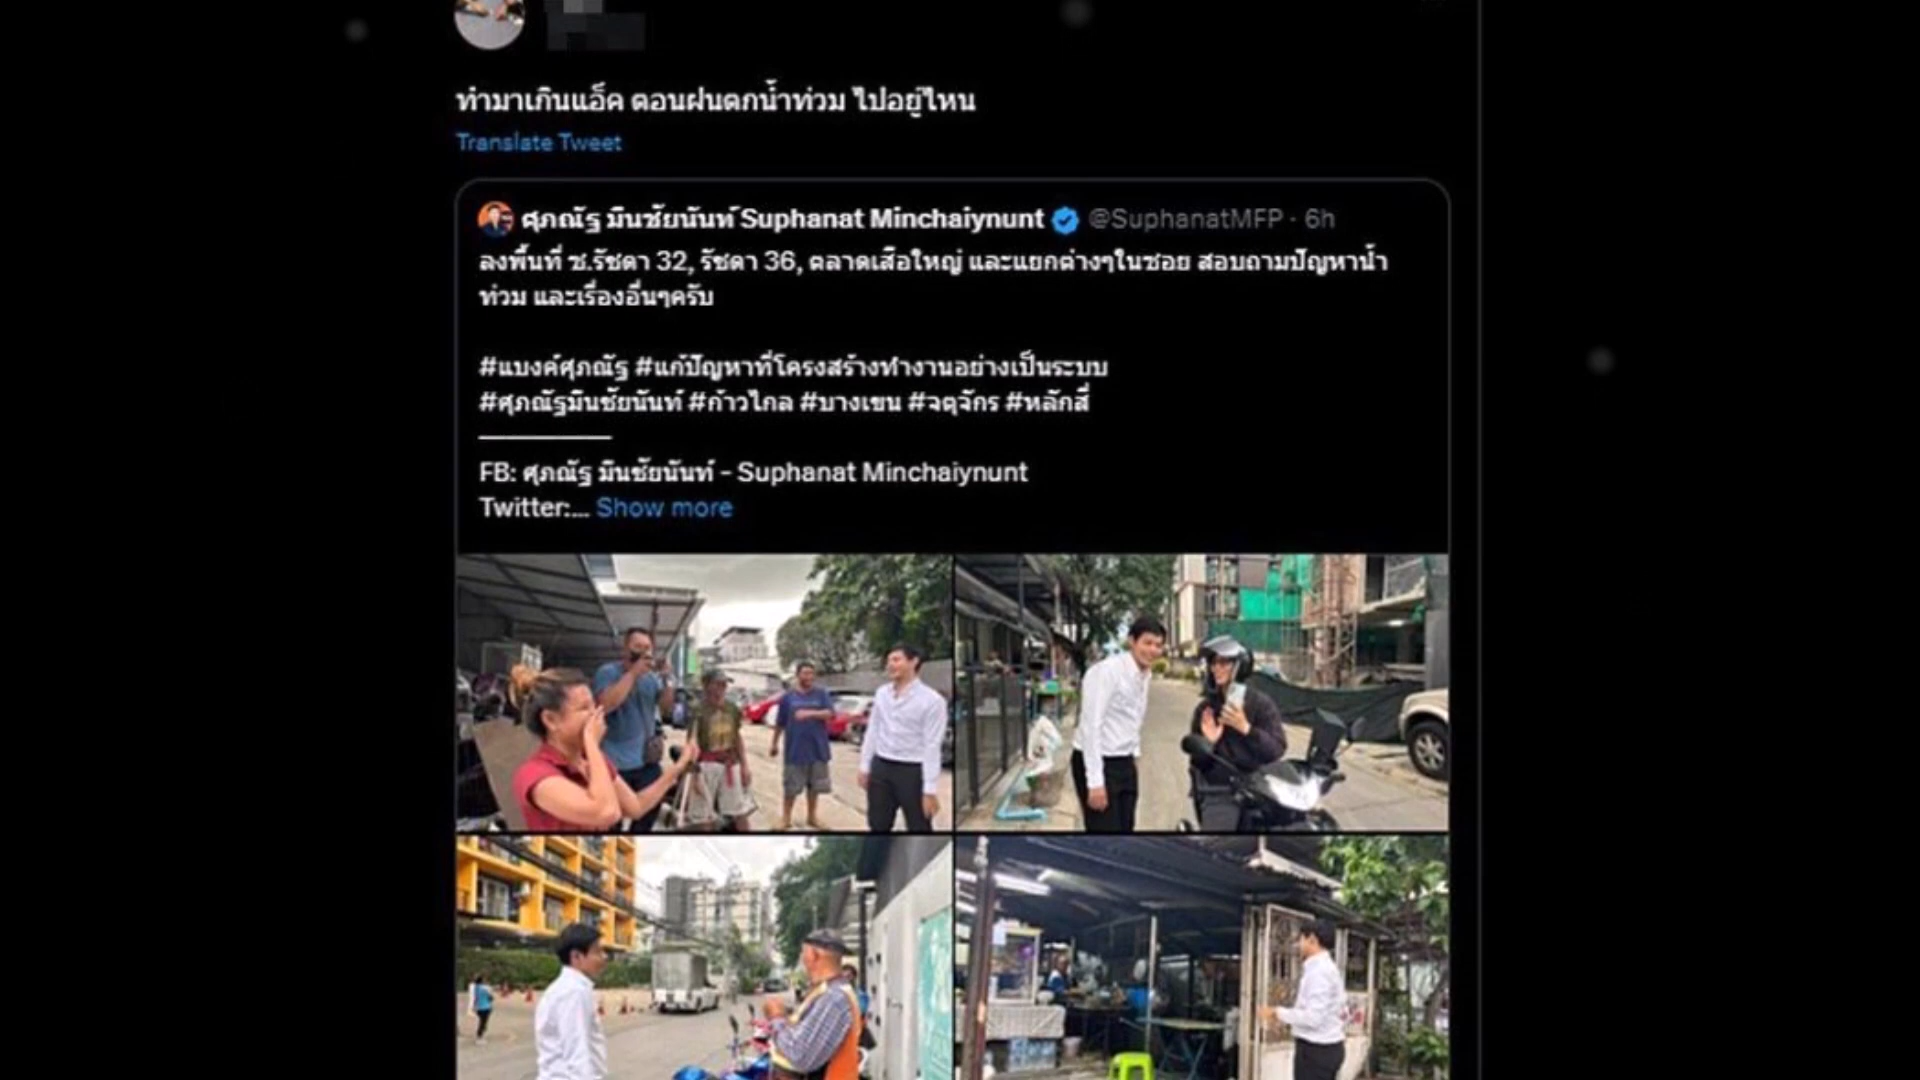 ทำมาเกินแอ็ค ตอนฝนตกน้ำท่วม ไปอยู่ไหน
Translate Tweet
ศุภณัฐ มีนชัยนันท์ Suphanat Minchaiynunt @SuphanatMFP · 6h
ลงพื้นที่ ซ.รัชดา 32, รัชดา 36, ตลาดเสือใหญ่ และแยกต่างๆในซอย สอบถามปัญหาน้ำ
ท่วม และเรื่องอื่นๆครับ
#แบงค์ศุภณัฐ #แก้ปัญหาที่โครงสร้างทำงานอย่างเป็นระบบ
#ศุภณัฐมีนชัยนันท์ #ก้าวไกล #บางเขน #จตุจักร #หลักสี่
FB: ศุภณัฐ มีนชัยนันท์ - Suphanat Minchaiynunt
Twitter:... Show more